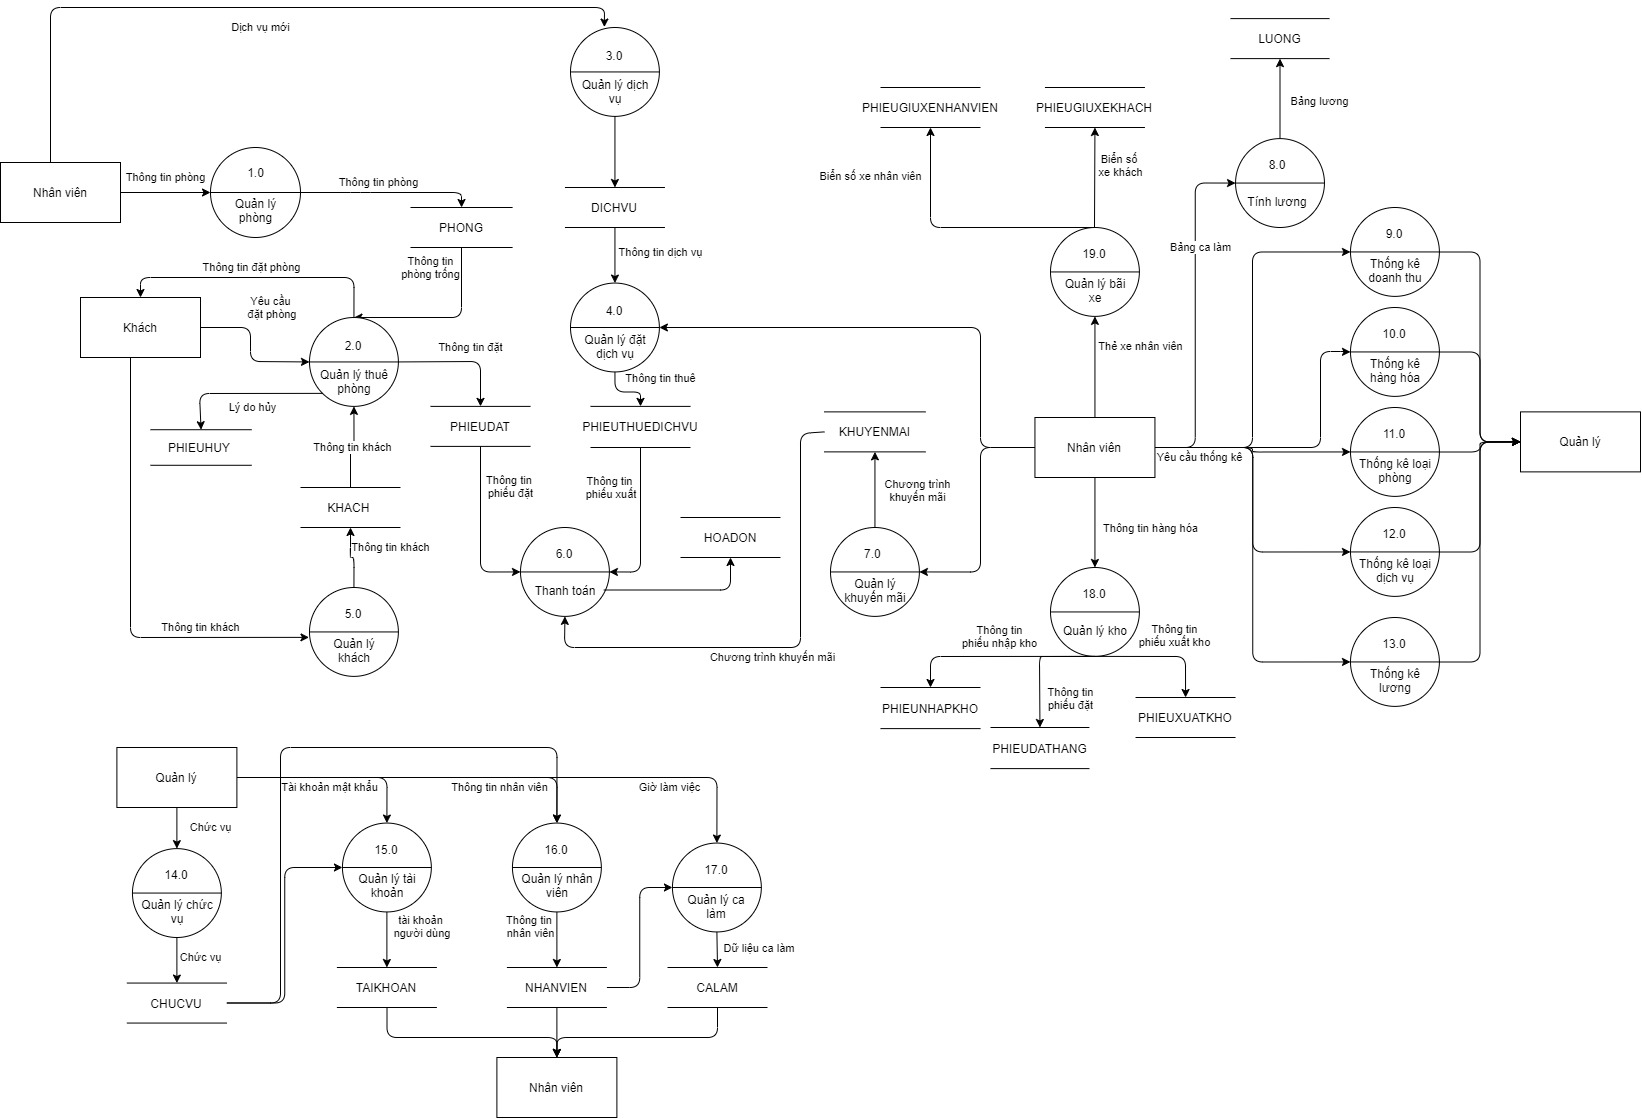 Dịch vụ mới
3.0
Quản lý dịch
vụ
LUONG
Bảng lương
PHIEUGIUXENHANVIEN
PHIEUGIUXEKHACH
Biển số xe nhân viên
Biển số
xe khách
8.0
Tính lương
Nhân viên
Thông tin phòng
1.0
Quản lý
phòng
Thông tin phòng
PHONG
DICHVU
Thông tin
phòng trống
Thông tin dịch vụ
19.0
Quản lý bãi
xe
Bảng ca làm
9.0
Thống kê
doanh thu
Thông tin đặt phòng
Khách
Yêu cầu
đặt phòng
2.0
Quản lý thuê
phòng
Thông tin đặt
4.0
Quản lý đặt
dịch vụ
Thông tin thuê
Thẻ xe nhân viên
10.0
Thống kê
hàng hóa
Lý do hủy
PHIEUHUY
Thông tin khách
PHIEUDAT
PHIEUTHUEDICHVU
KHUYENMAI
Nhân viên
Yêu cầu thống kê
11.0
Thống kê loại
phòng
Quản lý
KHACH
Thông tin
phiếu đặt
Thông tin
phiếu xuất
Chương trình
khuyến mãi
HOADON
Thông tin hàng hóa
12.0
Thống kê loại
dịch vụ
Thông tin khách
6.0
Thanh toán
7.0
Quản lý
khuyến mãi
18.0
Quản lý kho
5.0
Quản lý
khách
Thông tin khách
Chương trình khuyến mãi
Thông tin
phiếu nhập kho
Thông tin
phiếu xuất kho
13.0
Thống kê
lương
Thông tin
phiếu đặt
PHIEUNHAPKHO
PHIEUXUATKHO
PHIEUDATHANG
Quản lý
Tài khoản mật khẩu
Thông tin nhân viên
Giờ làm việc
Chức vụ
14.0
Quản lý chức
vụ
15.0
Quản lý tài
khoản
16.0
Quản lý nhân
viên
17.0
Quản lý ca
làm
tài khoản
người dùng
Thông tin
nhân viên
Dữ liệu ca làm
Chức vụ
CHUCVU
TAIKHOAN
NHANVIEN
CALAM
Nhân viên